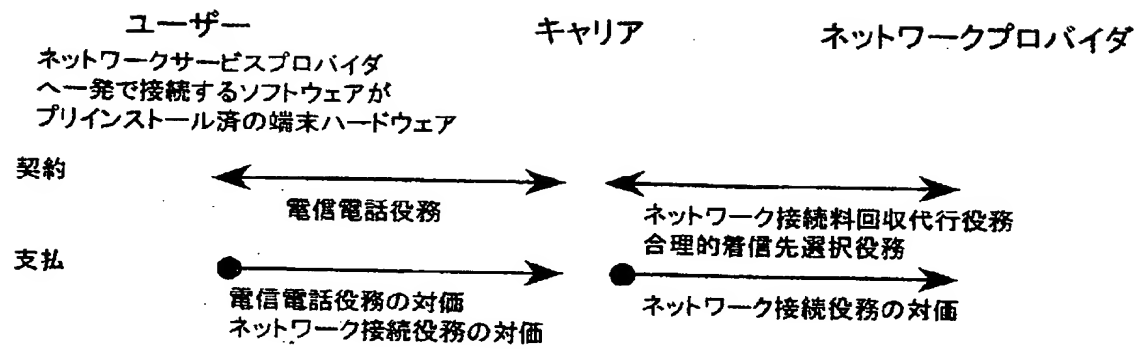 ユーザー
キャリア
ネットワークプロバイダ
ネットワークサービスプロバイダ
へ一発で接続するソフトウェアが
プリインストール済の端末ハードウェア
契約
電信電話役務
ネットワーク接続料回収代行役務
合理的着信先選択役務
支払
電信電話役務の対価
ネットワーク接続役務の対価
ネットワーク接続役務の対価